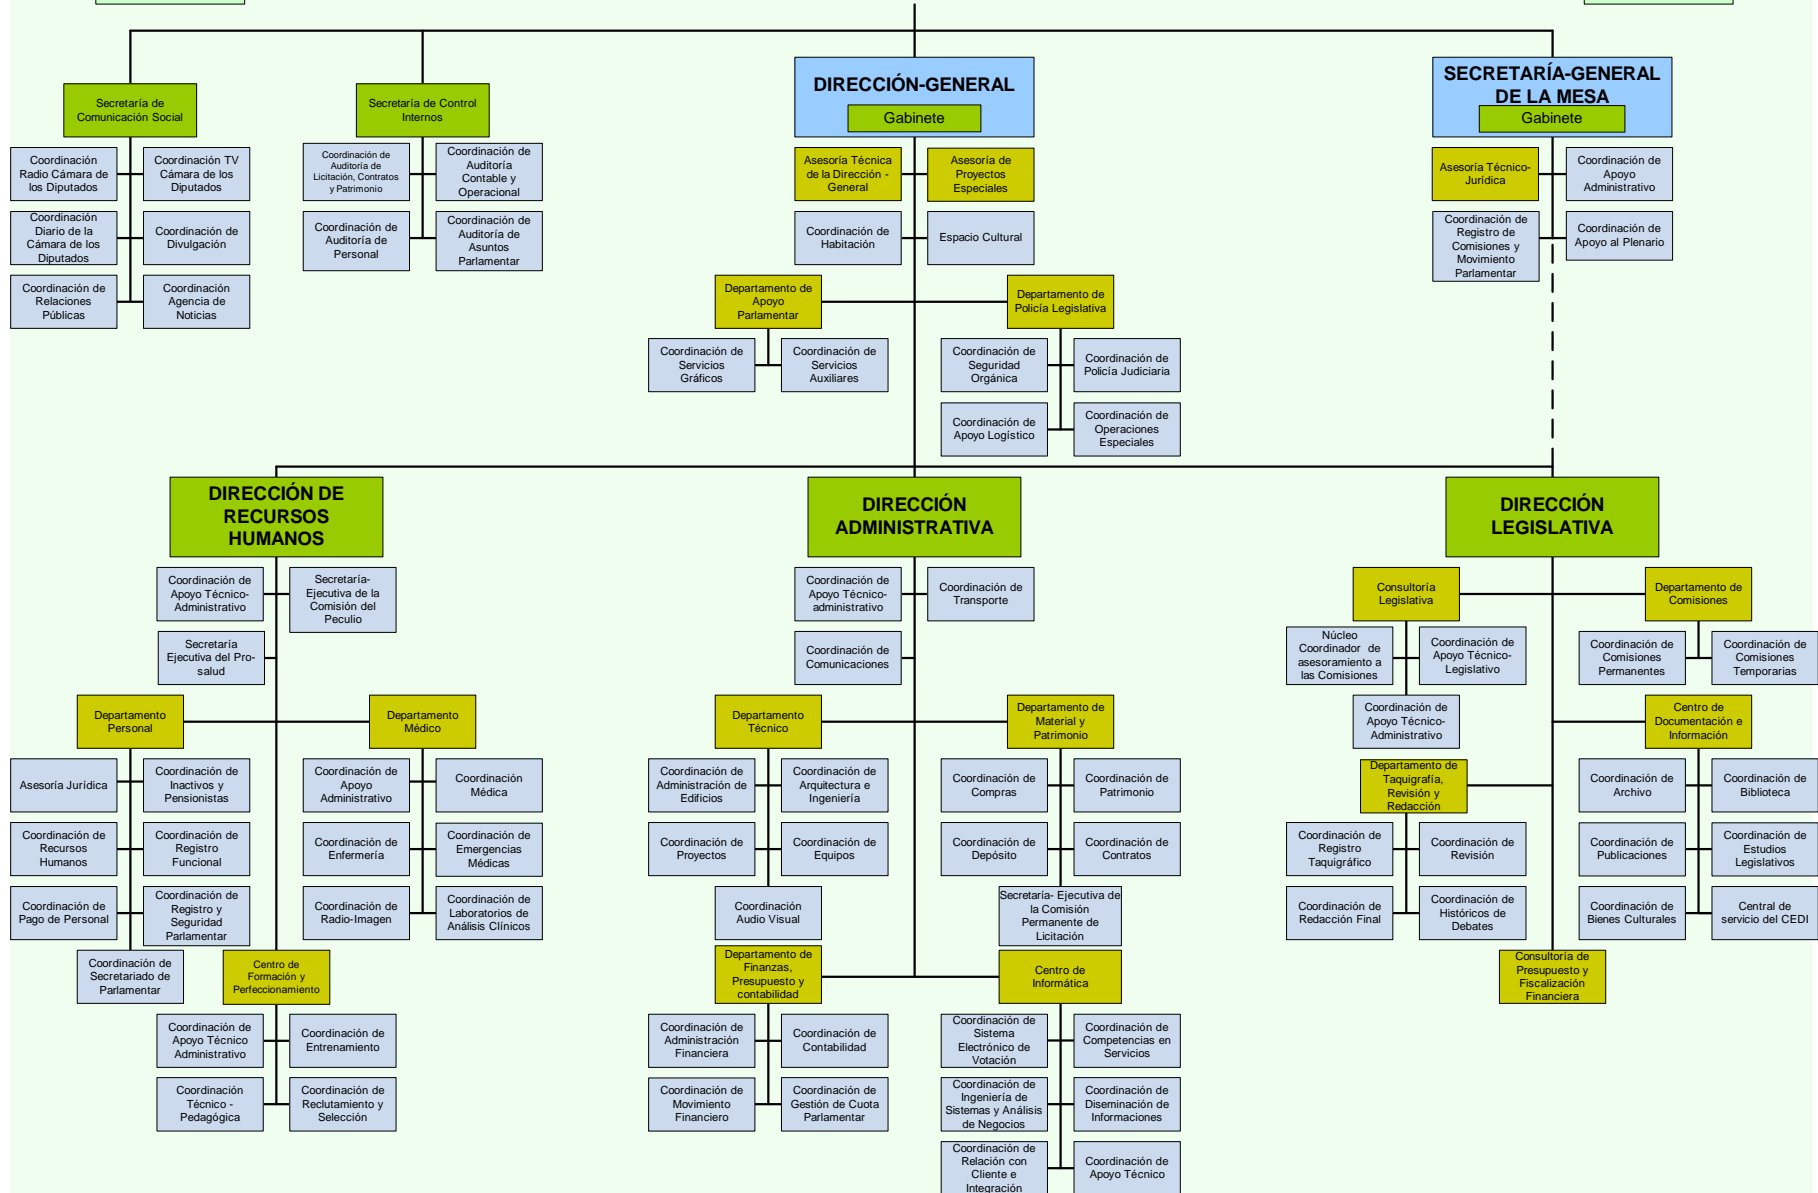 Secretaría de
Comunicación Social
Coordinación
Radio Cámara de
los Diputados
Coordinación TV
Cámara de los
Diputados
Coordinación
Diario de la
Cámara de los
Diputados
Coordinación de
Divulgación
Coordinación de
Relaciones
Públicas
Coordinación
Agencia de
Noticias
Secretaría de Control
Internos
Coordinación de
Auditoría de
Licitación, Contratos
y Patrimonio
Coordinación de
Auditoría
Contable y
Operacional
Coordinación de
Auditoría de
Personal
Coordinación de
Auditoría de
Asuntos
Parlamentar
DIRECCIÓN-GENERAL
Gabinete
Asesoría Técnica
de la Dirección -
General
Asesoría de
Proyectos
Especiales
Coordinación de
Habitación
Espacio Cultural
Departamento de
Apoyo
Parlamentar
Coordinación de
Servicios
Gráficos
Coordinación de
Servicios
Auxiliares
Departamento de
Policía Legislativa
Coordinación de
Seguridad
Orgánica
Coordinación de
Policía Judiciaria
Coordinación de
Apoyo Logístico
Coordinación de
Operaciones
Especiales
SECRETARÍA-GENERAL
DE LA MESA
Gabinete
Asesoría Técnico-
Jurídica
Coordinación de
Apoyo
Administrativo
Coordinación de
Registro de
Comisiones y
Movimiento
Parlamentar
Coordinación de
Apoyo al Plenario
DIRECCIÓN DE
RECURSOS
HUMANOS
Coordinación de
Apoyo Técnico-
Administrativo
Secretaría-
Ejecutiva de la
Comisión del
Peculio
Secretaría
Ejecutiva del Pro-
salud
Departamento
Personal
Asesoría Jurídica
Coordinación de
Inactivos y
Pensionistas
Coordinación de
Recursos
Humanos
Coordinación de
Registro
Funcional
Coordinación de
Pago de Personal
Coordinación de
Registro y
Seguridad
Parlamentar
Coordinación de
Secretariado de
Parlamentar
Departamento
Médico
Coordinación de
Apoyo
Administrativo
Coordinación
Médica
Coordinación de
Enfermería
Coordinación de
Emergencias
Médicas
Coordinación de
Radio-Imagen
Coordinación de
Laboratorios de
Análisis Clínicos
Centro de
Formación y
Perfeccionamiento
Coordinación de
Apoyo Técnico
Administrativo
Coordinación de
Entrenamiento
Coordinación
Técnico -
Pedagógica
Coordinación de
Reclutamiento y
Selección
DIRECCIÓN
ADMINISTRATIVA
Coordinación de
Apoyo Técnico-
administrativo
Coordinación de
Transporte
Coordinación de
Comunicaciones
Departamento
Técnico
Coordinación de
Administración de
Edificios
Coordinación de
Arquitectura e
Ingeniería
Coordinación de
Proyectos
Coordinación de
Equipos
Coordinación
Audio Visual
Departamento de
Material y
Patrimonio
Coordinación de
Compras
Coordinación de
Patrimonio
Coordinación de
Depósito
Coordinación de
Contratos
Secretaría- Ejecutiva de
la Comisión
Permanente de
Licitación
Departamento de
Finanzas,
Presupuesto y
contabilidad
Coordinación de
Administración
Financiera
Coordinación de
Contabilidad
Coordinación de
Movimiento
Financiero
Coordinación de
Gestión de Cuota
Parlamentar
Centro de
Informática
Coordinación de
Sistema
Electrónico de
Votación
Coordinación de
Competencias en
Servicios
Coordinación de
Ingeniería de
Sistemas y Análisis
de Negocios
Coordinación de
Diseminación de
Informaciones
Coordinación de
Relación con
Cliente e
Integración
Coordinación de
Apoyo Técnico
DIRECCIÓN
LEGISLATIVA
Consultoría
Legislativa
Núcleo
Coordinador de
asesoramiento a
las Comisiones
Coordinación de
Apoyo Técnico-
Legislativo
Coordinación de
Apoyo Técnico-
Administrativo
Departamento de
Comisiones
Coordinación de
Comisiones
Permanentes
Coordinación de
Comisiones
Temporarias
Centro de
Documentación e
Información
Coordinación de
Archivo
Coordinación de
Biblioteca
Coordinación de
Publicaciones
Coordinación de
Estudios
Legislativos
Coordinación de
Bienes Culturales
Central de
servicio del CEDI
Departamento de
Taquigrafía,
Revisión y
Redacción
Coordinación de
Registro
Taquigráfico
Coordinación de
Revisión
Coordinación de
Redacción Final
Coordinación de
Históricos de
Debates
Consultoría de
Presupuesto y
Fiscalización
Financiera